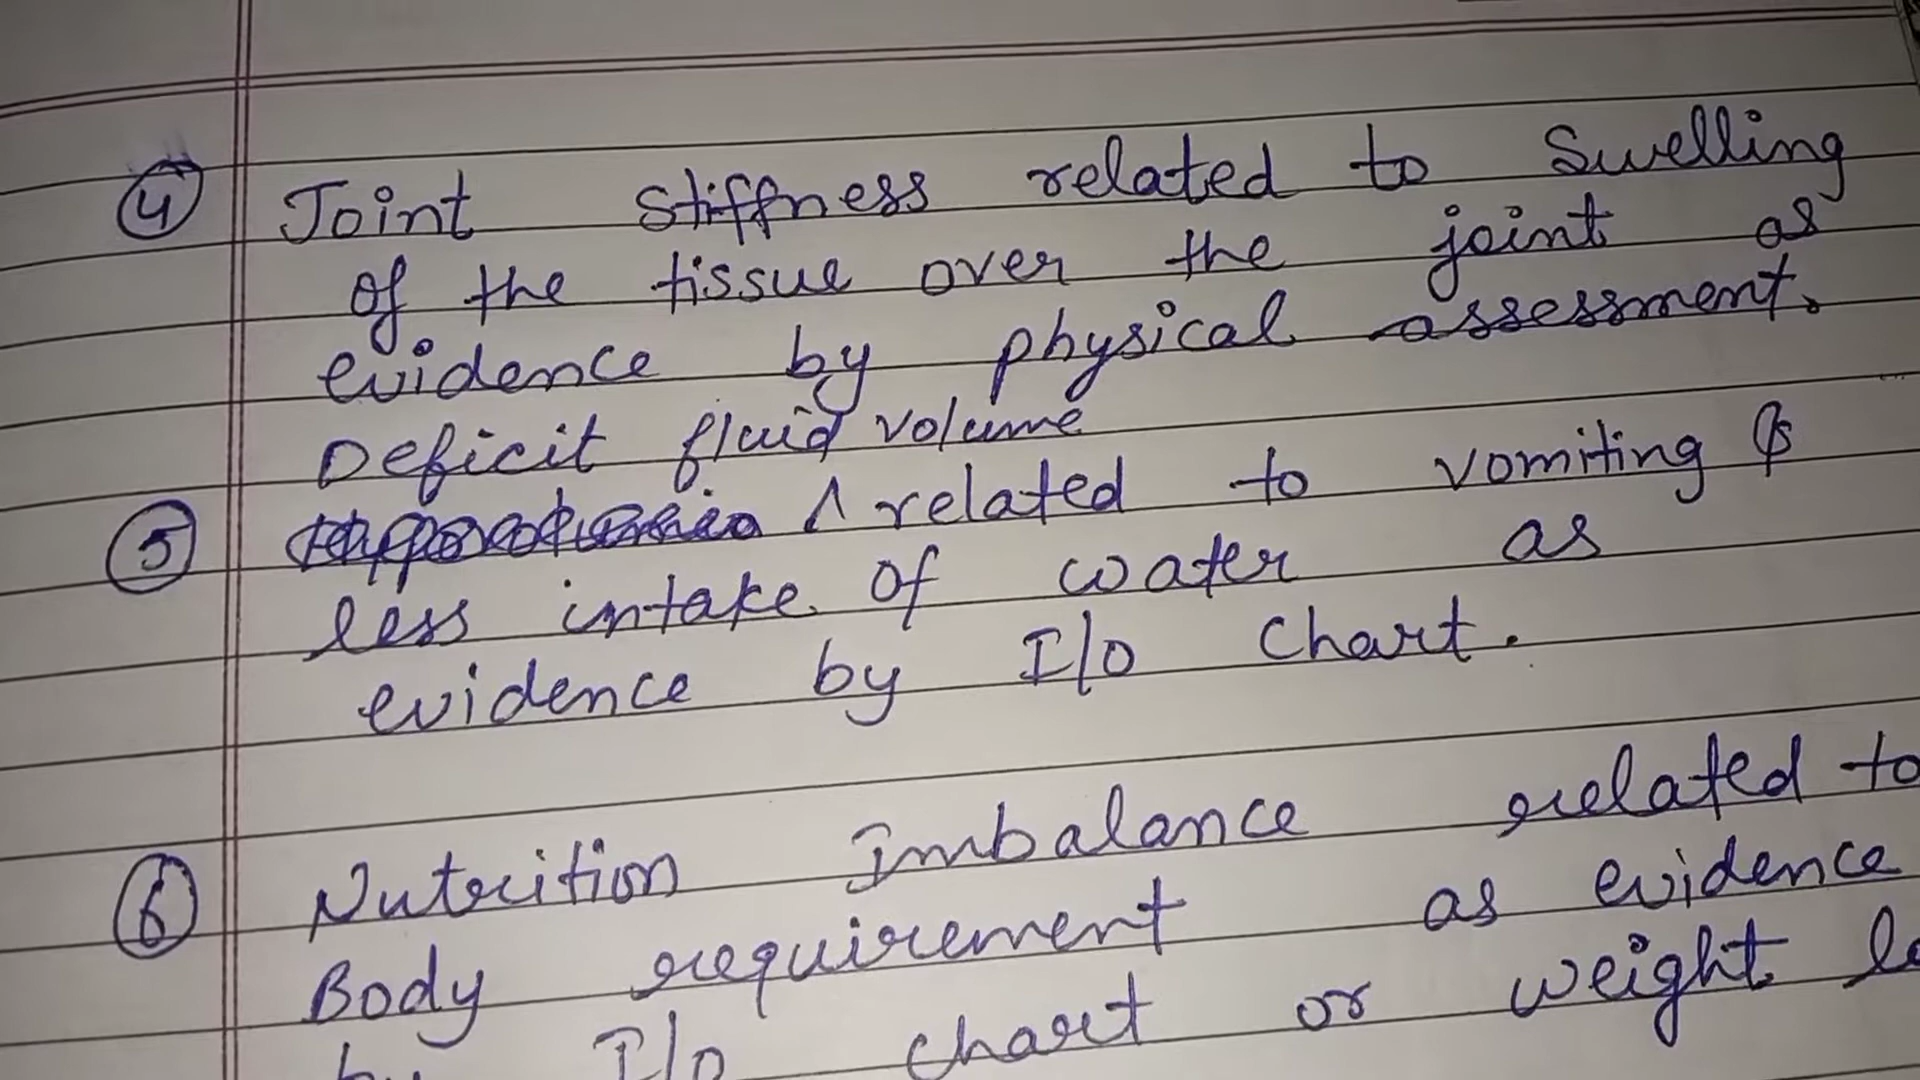 ④ Joint stiffness related to Swelling
of the tissue over the joint as
evidence by physical assessment.
Deficit fluid volume
⑤ ^ related to vomiting &
less intake of water as
evidence by I/O Chart.
⑥ Nutrition Imbalance related to
Body requirement as evidence
by I/O chart or weight